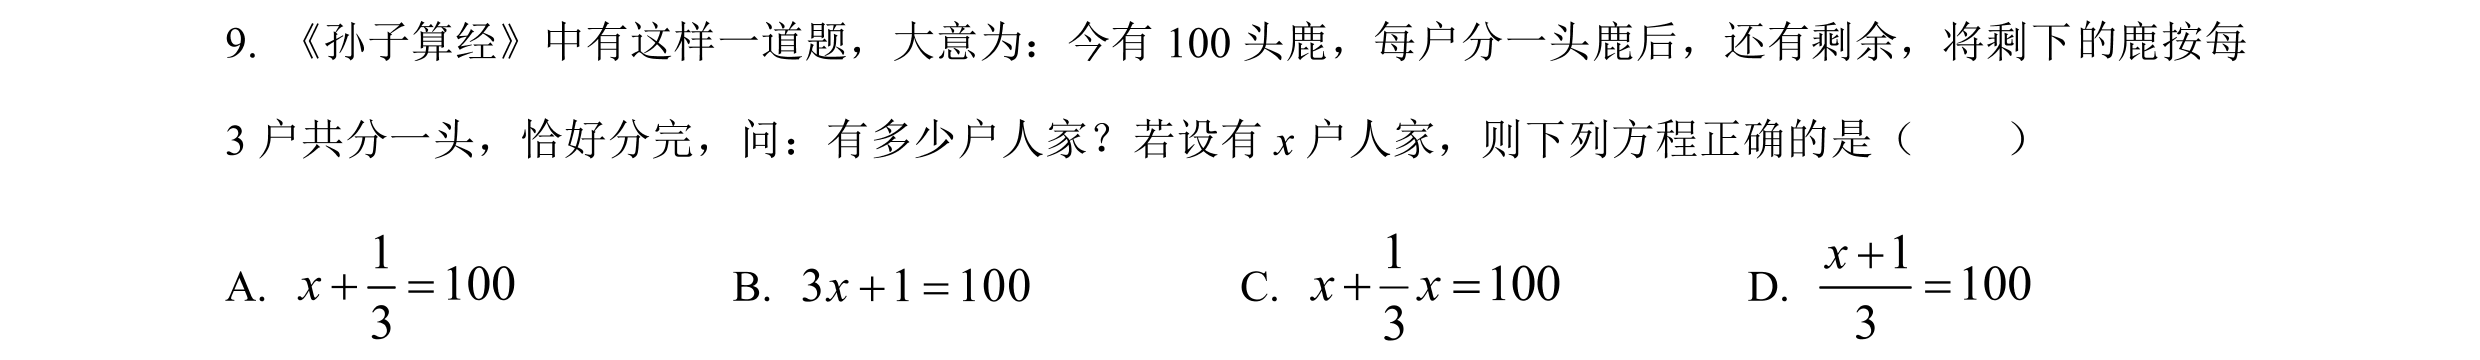 9. 《孙子算经》中有这样一道题，大意为：今有 100 头鹿，每户分一头鹿后，还有剩余，将剩下的鹿按每
3 户共分一头，恰好分完，问：有多少户人家？若设有 x 户人家，则下列方程正确的是（　　）
A. x + 1/3 = 100 B. 3x + 1 = 100 C. x + 1/3 x = 100 D. (x + 1)/3 = 100